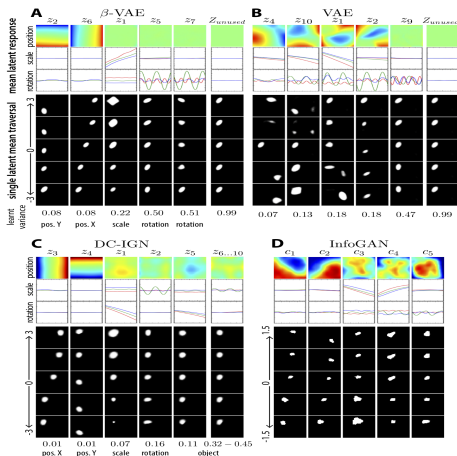 A β-VAE
z2 z6 z1 z5 z7 Zunused
mean latent response
position
scale
rotation
single latent mean traversal
3
0
-3
learnt variance
0.08 0.08 0.22 0.50 0.51 0.99
pos. Y pos. X scale rotation rotation
B VAE
z4 z10 z1 z2 z9 Zunused
0.07 0.13 0.18 0.18 0.47 0.99
C DC-IGN
z3 z4 z1 z2 z5 z6...10
position
scale
rotation
3
0
-3
0.01 0.01 0.07 0.16 0.11 0.32 - 0.45
pos. X pos. Y scale rotation object
D InfoGAN
c1 c2 c3 c4 c5
1.5
0
-1.5